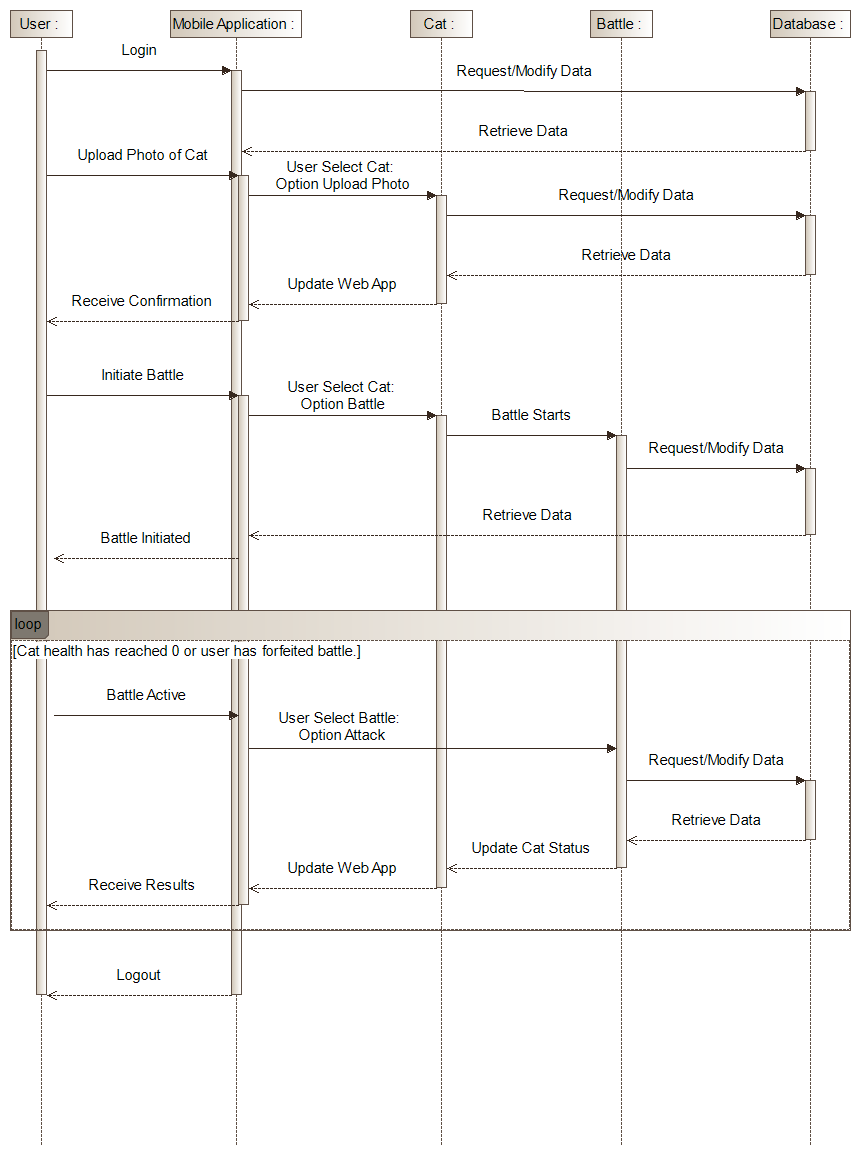 User :
Mobile Application :
Cat :
Battle :
Database :
Login
Request/Modify Data
Retrieve Data
Upload Photo of Cat
User Select Cat:
Option Upload Photo
Request/Modify Data
Retrieve Data
Update Web App
Receive Confirmation
Initiate Battle
User Select Cat:
Option Battle
Battle Starts
Request/Modify Data
Retrieve Data
Battle Initiated
loop
[Cat health has reached 0 or user has forfeited battle.]
Battle Active
User Select Battle:
Option Attack
Request/Modify Data
Retrieve Data
Update Cat Status
Update Web App
Receive Results
Logout